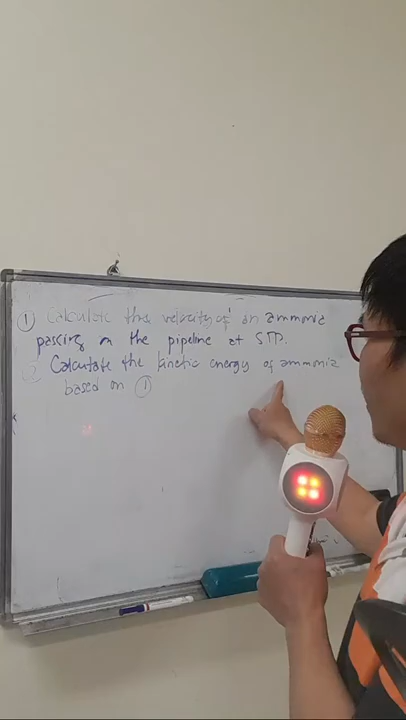 ① Calculate the velocity of an ammonia
passing on the pipeline at STP.
② Calculate the kinetic energy of ammonia
based on ①